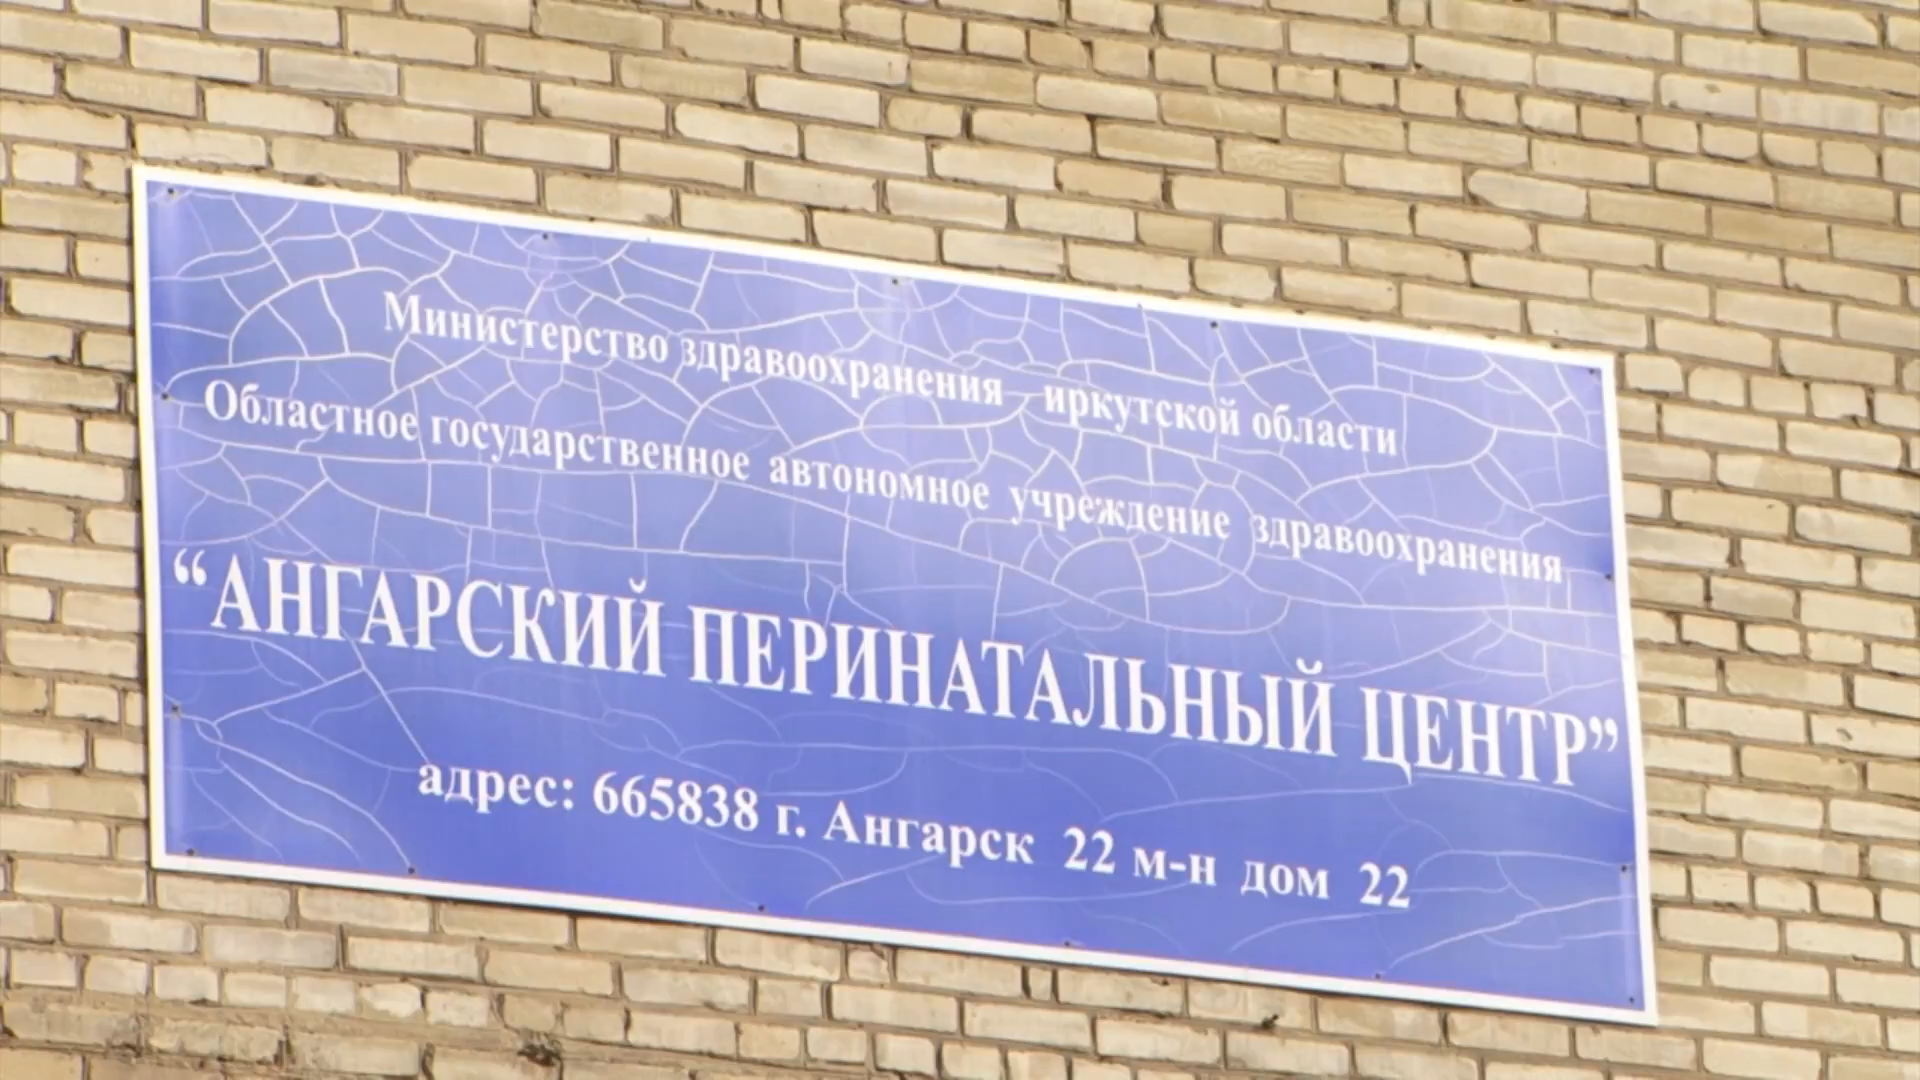 Министерство здравоохранения иркутской области
Областное государственное автономное учреждение здравоохранения
“АНГАРСКИЙ ПЕРИНАТАЛЬНЫЙ ЦЕНТР”
адрес: 665838 г. Ангарск 22 м-н дом 22